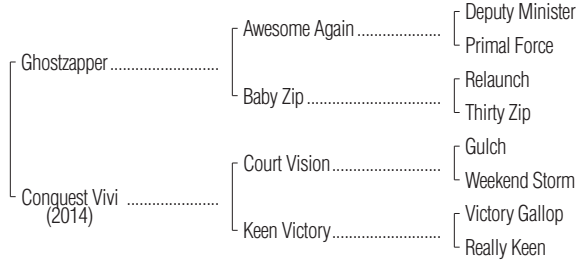 Deputy Minister
Awesome Again ....................
Primal Force
Ghostzapper ..........................
Relaunch
Baby Zip ................................
Thirty Zip
Gulch
Court Vision ..........................
Weekend Storm
Conquest Vivi ......................
(2014)
Victory Gallop
Keen Victory ..........................
Really Keen